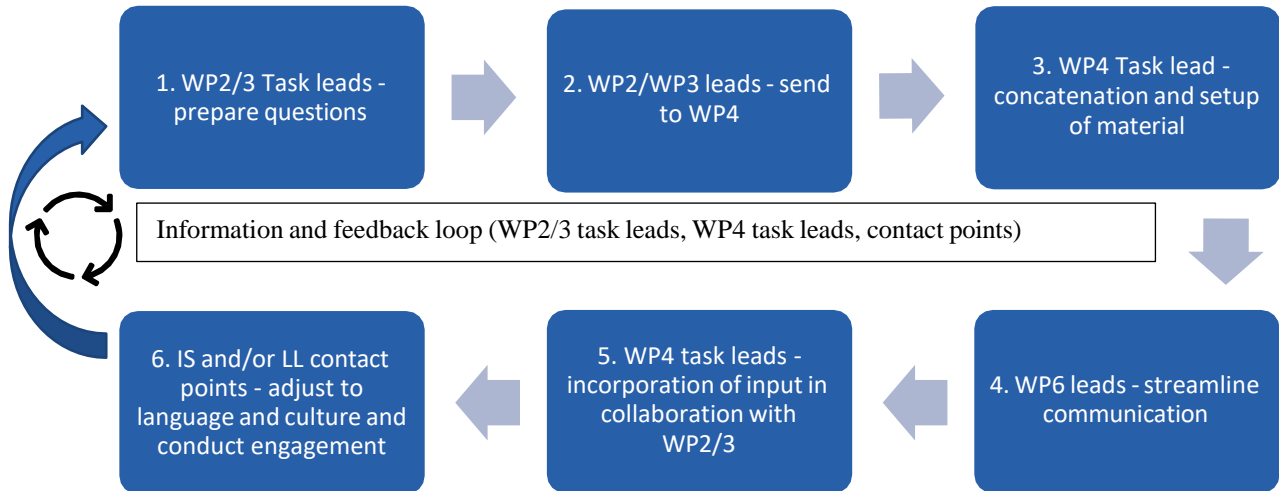 1. WP2/3 Task leads -
prepare questions
2. WP2/WP3 leads - send
to WP4
3. WP4 Task lead -
concatenation and setup
of material
Information and feedback loop (WP2/3 task leads, WP4 task leads, contact points)
4. WP6 leads - streamline
communication
5. WP4 task leads -
incorporation of input in
collaboration with
WP2/3
6. IS and/or LL contact
points - adjust to
language and culture and
conduct engagement